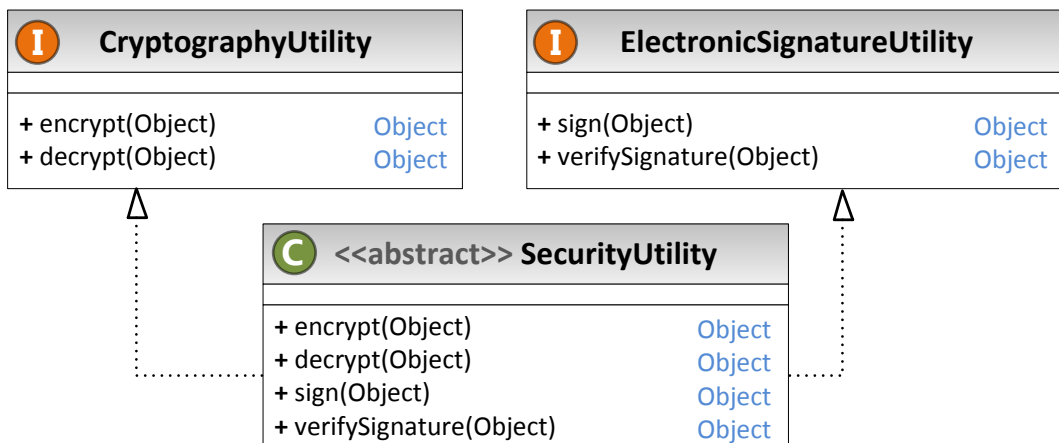 I CryptographyUtility
+ encrypt(Object) Object
+ decrypt(Object) Object
I ElectronicSignatureUtility
+ sign(Object) Object
+ verifySignature(Object) Object
C <<abstract>> SecurityUtility
+ encrypt(Object) Object
+ decrypt(Object) Object
+ sign(Object) Object
+ verifySignature(Object) Object